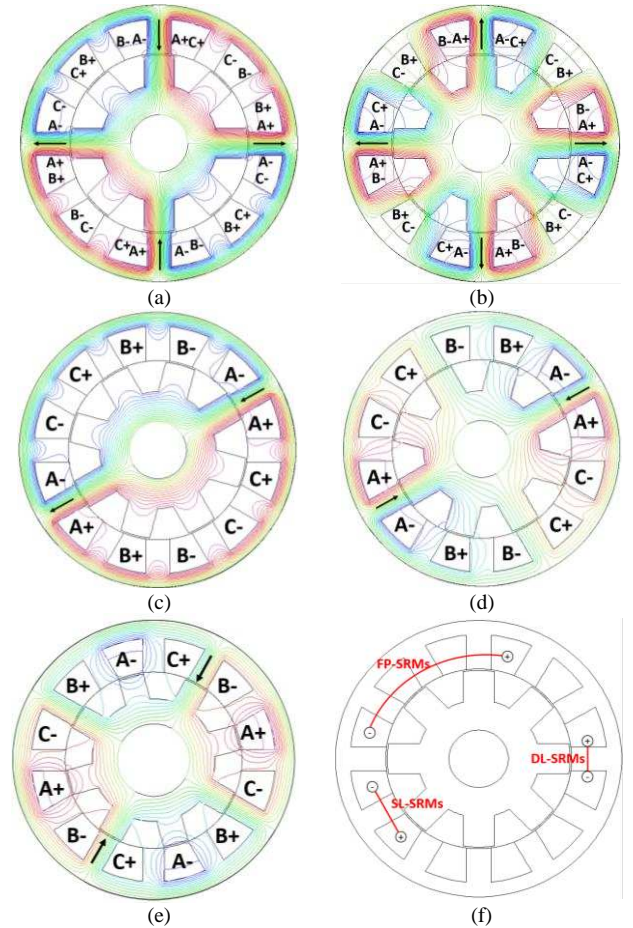 B- A- A+ C+
B+ C-
C+ B-
C- B+
A- A+
A+ A-
B+ C-
B- C+
C- B+
C+ A+ A- B-
(a)
B- A+ A- C+
B+ C-
C- B+
C+ B-
A- A+
A+ A-
B- C+
B+ C-
C- B+
C+ A- A+ B-
(b)
B+ B-
C+ A-
C- A+
A- C+
A+ C-
B+ B-
(c)
B- B+
C+ A-
C- A+
A+ C-
A- C+
B+ B-
(d)
A- C+
B+ B-
C- A+
A+ C-
B- B+
C+ A-
(e)
FP-SRMs
+
-
+
DL-SRMs
-
-
SL-SRMs
+
(f)